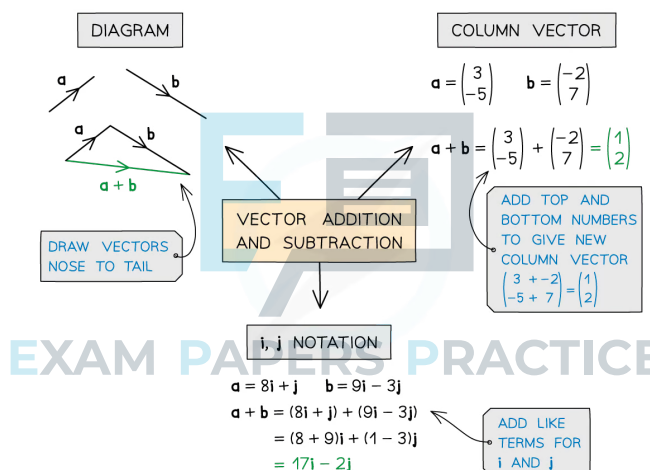 DIAGRAM
a
b
a
b
a + b
DRAW VECTORS
NOSE TO TAIL
COLUMN VECTOR
a = (3 -5) b = (-2 7)
a + b = (3 -5) + (-2 7) = (1 2)
ADD TOP AND
BOTTOM NUMBERS
TO GIVE NEW
COLUMN VECTOR
(3 + -2 -5 + 7) = (1 2)
VECTOR ADDITION
AND SUBTRACTION
EXAM PAPERS PRACTICE
i, j NOTATION
a = 8i + j b = 9i - 3j
a + b = (8i + j) + (9i - 3j)
= (8 + 9)i + (1 - 3)j
= 17i - 2j
ADD LIKE
TERMS FOR
i AND j